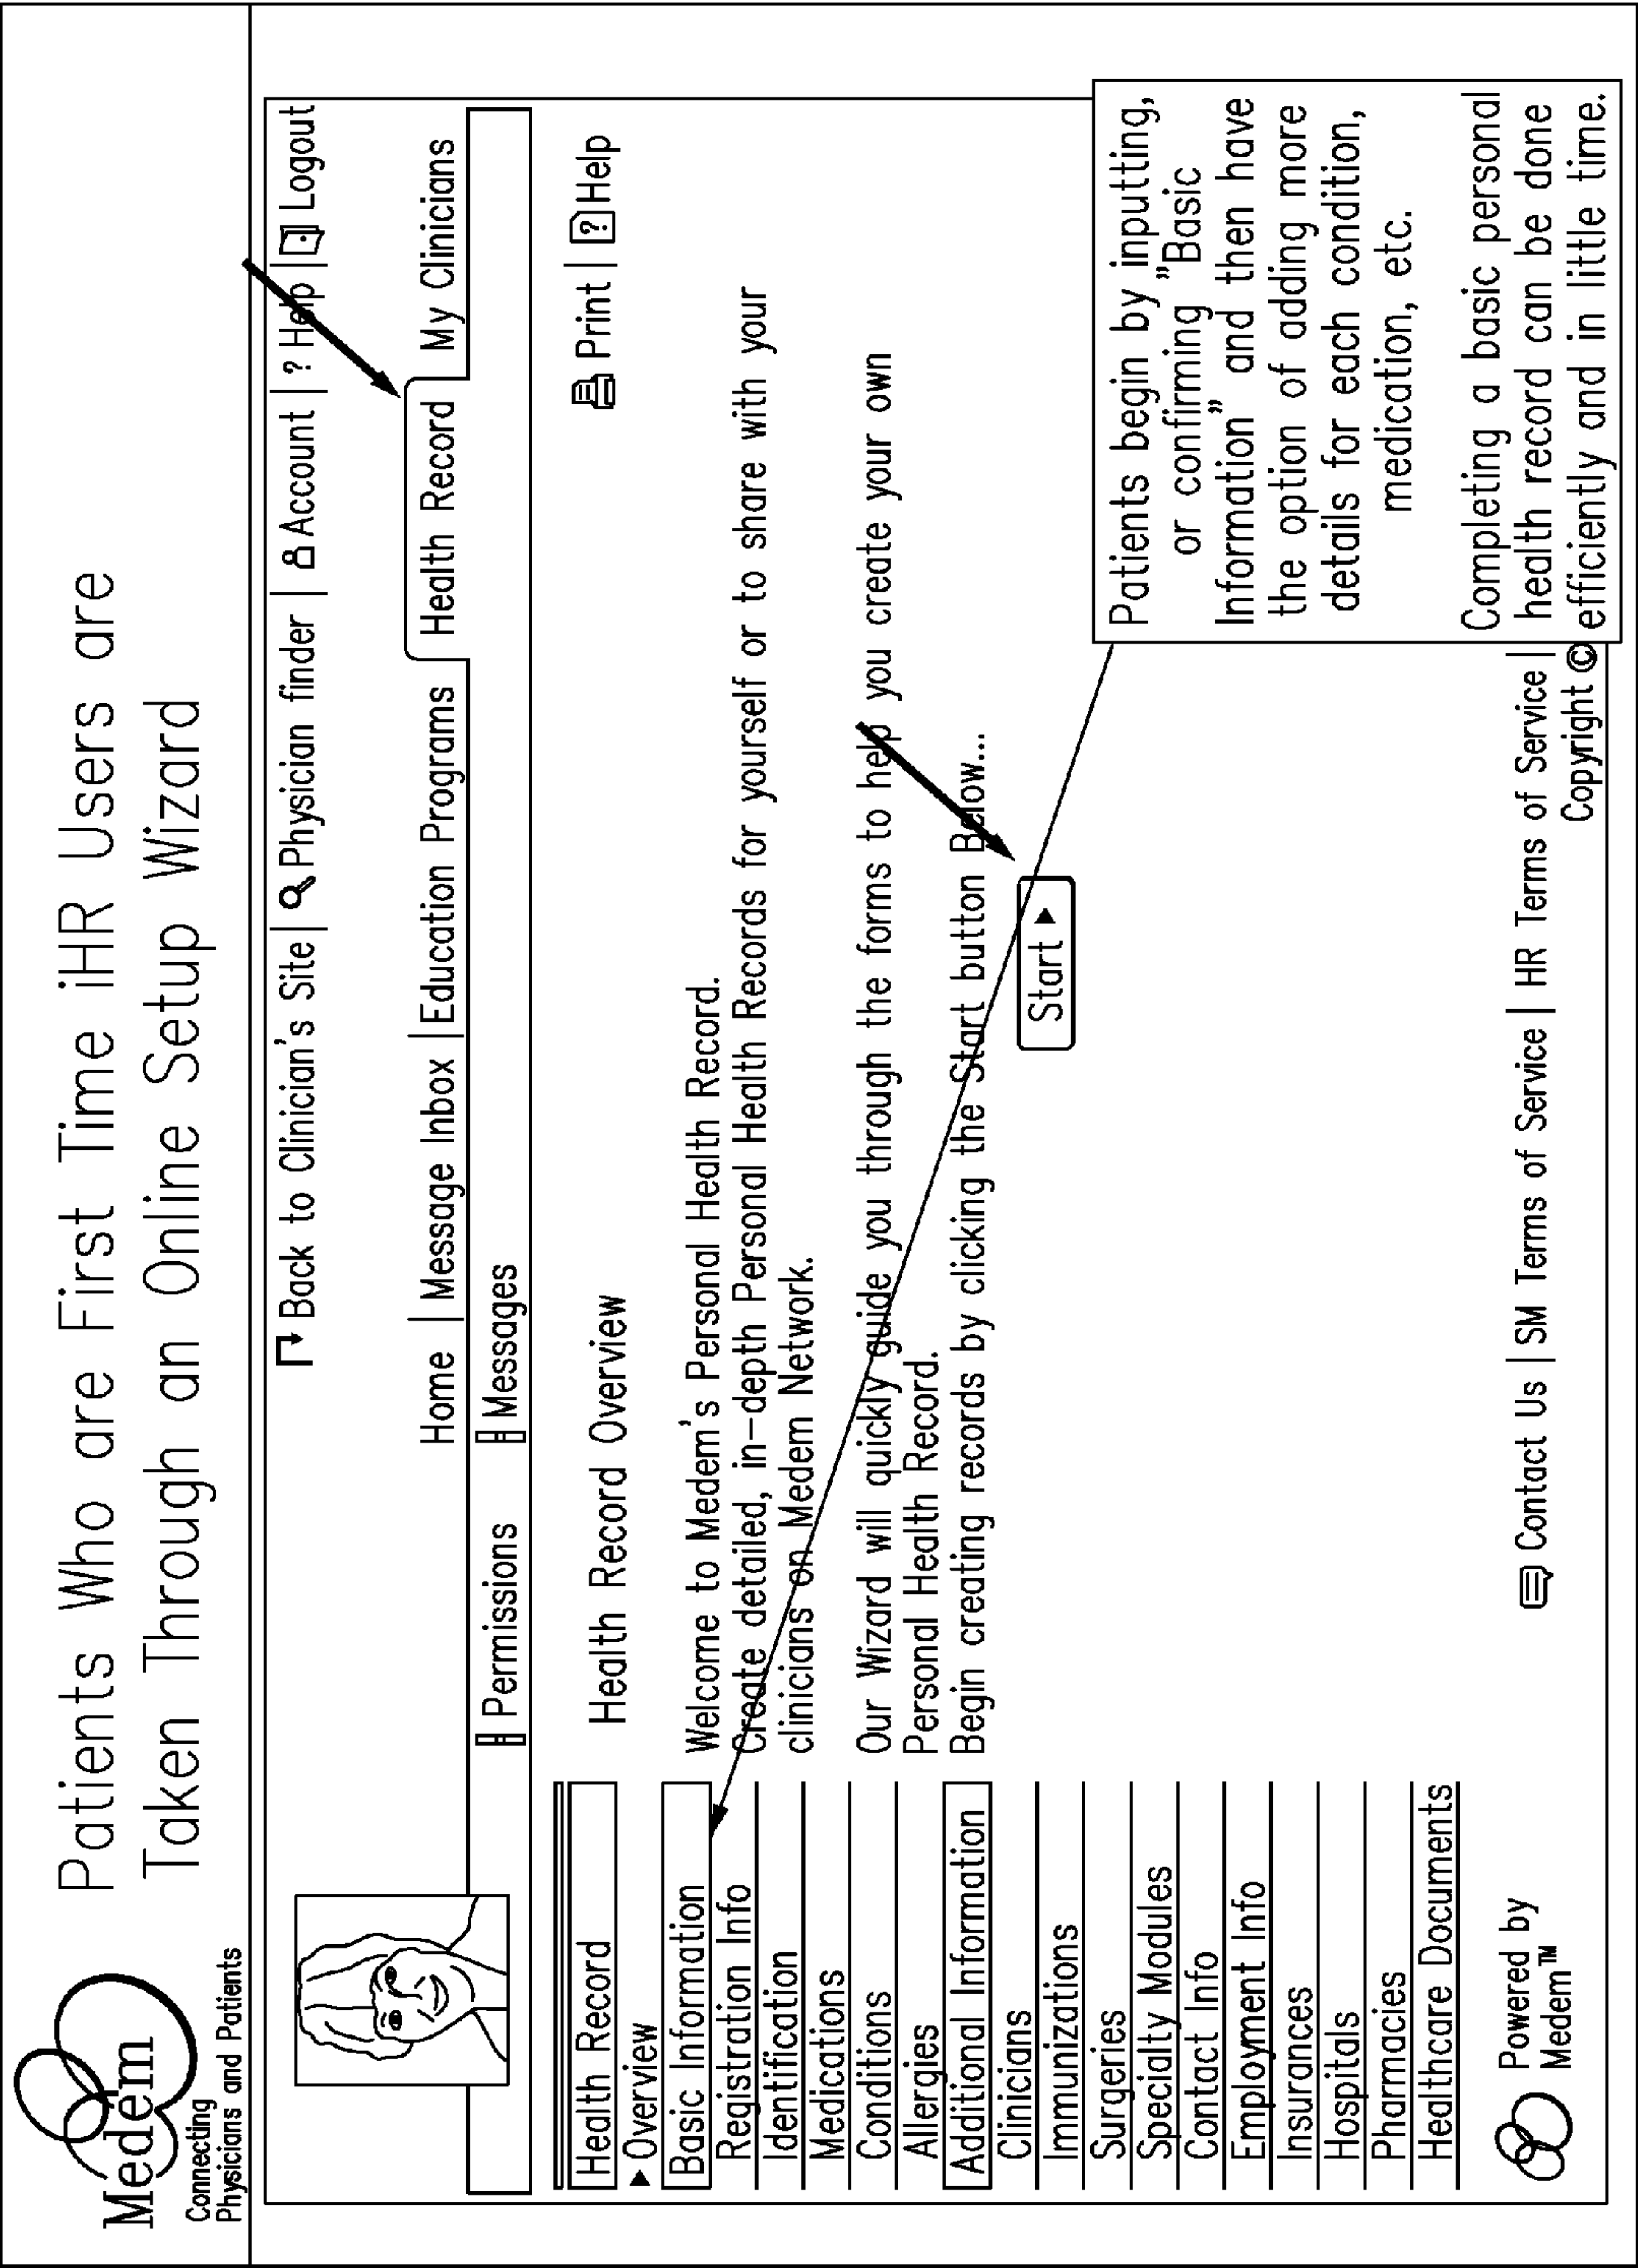 Medem
Connecting
Physicians and Patients
Patients Who are First Time iHR Users are
Taken Through an Online Setup Wizard
Back to Clinician's Site | Physician finder | Account | ? Help | Logout
Home | Message Inbox | Education Programs Health Record My Clinicians
Permissions Messages
Health Record
Overview
Basic Information
Registration Info
Identification
Medications
Conditions
Allergies
Additional Information
Clinicians
Immunizations
Surgeries
Specialty Modules
Contact Info
Employment Info
Insurances
Hospitals
Pharmacies
Healthcare Documents
Health Record Overview
Print | ? Help
Welcome to Medem's Personal Health Record.
Create detailed, in-depth Personal Health Records for yourself or to share with your
clinicians on Medem Network.
Our Wizard will quickly guide you through the forms to help you create your own
Personal Health Record.
Begin creating records by clicking the Start button Below...
Start
Patients begin by inputting,
or confirming "Basic
Information" and then have
the option of adding more
details for each condition,
medication, etc.
Completing a basic personal
health record can be done
efficiently and in little time.
Powered by
Medem™
Contact Us | SM Terms of Service | HR Terms of Service |
Copyright ©